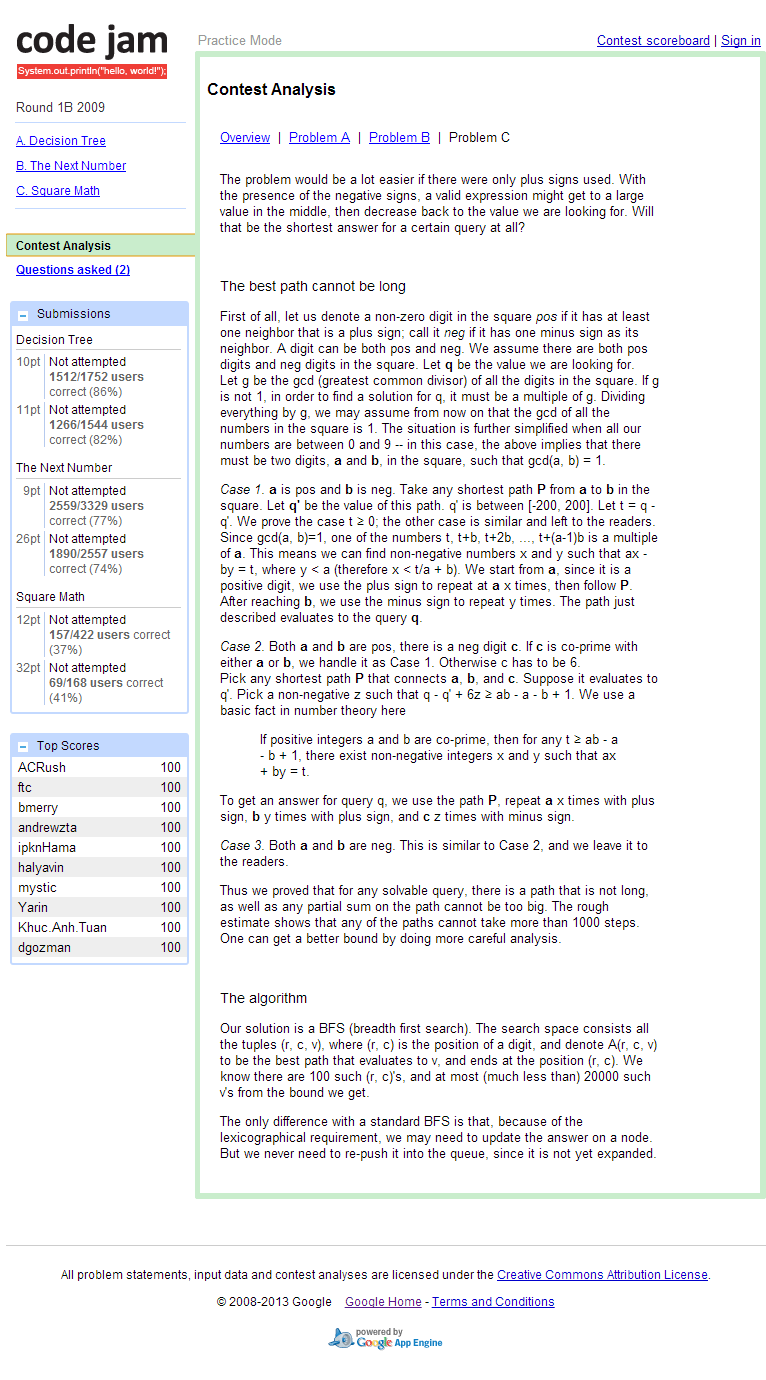 code jam
System.out.println("hello, world!");
Practice Mode
Contest scoreboard | Sign in
Round 1B 2009
A. Decision Tree
B. The Next Number
C. Square Math
Contest Analysis
Questions asked (2)
Submissions
Decision Tree
10pt Not attempted
1512/1752 users
correct (86%)
11pt Not attempted
1266/1544 users
correct (82%)
The Next Number
9pt Not attempted
2559/3329 users
correct (77%)
26pt Not attempted
1890/2557 users
correct (74%)
Square Math
12pt Not attempted
157/422 users correct
(37%)
32pt Not attempted
69/168 users correct
(41%)
Top Scores
ACRush 100
ftc 100
bmerry 100
andrewzta 100
ipknHama 100
halyavin 100
mystic 100
Yarin 100
Khuc.Anh.Tuan 100
dgozman 100
Contest Analysis
Overview | Problem A | Problem B | Problem C
The problem would be a lot easier if there were only plus signs used. With
the presence of the negative signs, a valid expression might get to a large
value in the middle, then decrease back to the value we are looking for. Will
that be the shortest answer for a certain query at all?
The best path cannot be long
First of all, let us denote a non-zero digit in the square pos if it has at least
one neighbor that is a plus sign; call it neg if it has one minus sign as its
neighbor. A digit can be both pos and neg. We assume there are both pos
digits and neg digits in the square. Let q be the value we are looking for.
Let g be the gcd (greatest common divisor) of all the digits in the square. If g
is not 1, in order to find a solution for q, it must be a multiple of g. Dividing
everything by g, we may assume from now on that the gcd of all the
numbers in the square is 1. The situation is further simplified when all our
numbers are between 0 and 9 -- in this case, the above implies that there
must be two digits, a and b, in the square, such that gcd(a, b) = 1.
Case 1. a is pos and b is neg. Take any shortest path P from a to b in the
square. Let q' be the value of this path. q' is between [-200, 200]. Let t = q -
q'. We prove the case t ≥ 0; the other case is similar and left to the readers.
Since gcd(a, b)=1, one of the numbers t, t+b, t+2b, ..., t+(a-1)b is a multiple
of a. This means we can find non-negative numbers x and y such that ax -
by = t, where y < a (therefore x < t/a + b). We start from a, since it is a
positive digit, we use the plus sign to repeat at a x times, then follow P.
After reaching b, we use the minus sign to repeat y times. The path just
described evaluates to the query q.
Case 2. Both a and b are pos, there is a neg digit c. If c is co-prime with
either a or b, we handle it as Case 1. Otherwise c has to be 6.
Pick any shortest path P that connects a, b, and c. Suppose it evaluates to
q'. Pick a non-negative z such that q - q' + 6z ≥ ab - a - b + 1. We use a
basic fact in number theory here
If positive integers a and b are co-prime, then for any t ≥ ab - a
- b + 1, there exist non-negative integers x and y such that ax
+ by = t.
To get an answer for query q, we use the path P, repeat a x times with plus
sign, b y times with plus sign, and c z times with minus sign.
Case 3. Both a and b are neg. This is similar to Case 2, and we leave it to
the readers.
Thus we proved that for any solvable query, there is a path that is not long,
as well as any partial sum on the path cannot be too big. The rough
estimate shows that any of the paths cannot take more than 1000 steps.
One can get a better bound by doing more careful analysis.
The algorithm
Our solution is a BFS (breadth first search). The search space consists all
the tuples (r, c, v), where (r, c) is the position of a digit, and denote A(r, c, v)
to be the best path that evaluates to v, and ends at the position (r, c). We
know there are 100 such (r, c)'s, and at most (much less than) 20000 such
v's from the bound we get.
The only difference with a standard BFS is that, because of the
lexicographical requirement, we may need to update the answer on a node.
But we never need to re-push it into the queue, since it is not yet expanded.
All problem statements, input data and contest analyses are licensed under the Creative Commons Attribution License.
© 2008-2013 Google Google Home - Terms and Conditions
powered by
Google App Engine